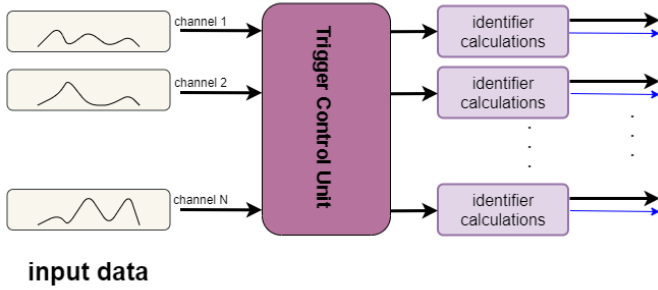 channel 1
channel 2
channel N
input data
Trigger Control Unit
identifier
calculations
identifier
calculations
identifier
calculations